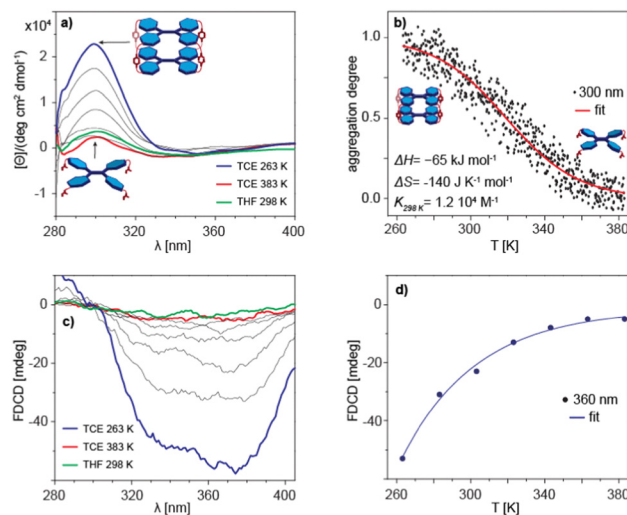 a)
x10⁴
[Θ]/(deg cm² dmol⁻¹)
2
1
0
-1
TCE 263 K
TCE 383 K
THF 298 K
280 320 360 400
λ [nm]
b)
aggregation degree
1.0
0.5
0.0
300 nm
fit
ΔH= −65 kJ mol⁻¹
ΔS= -140 J K⁻¹ mol⁻¹
K298 K= 1.2 10⁴ M⁻¹
260 300 340 380
T [K]
c)
FDCD [mdeg]
0
-20
-40
TCE 263 K
TCE 383 K
THF 298 K
280 320 360 400
λ [nm]
d)
FDCD [mdeg]
0
-20
-40
360 nm
fit
260 300 340 380
T [K]